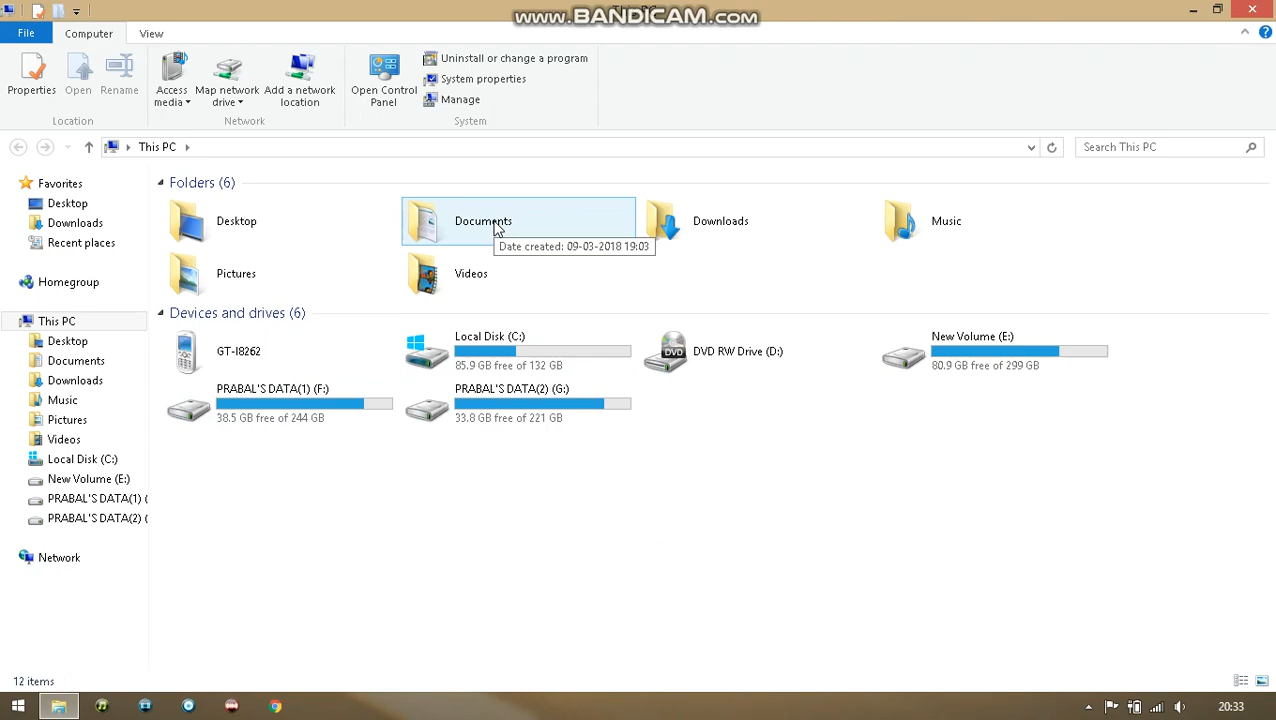 www.BANDICAM.com
File
Computer
View
Properties
Open
Rename
Access media
Map network drive
Add a network location
Open Control Panel
Uninstall or change a program
System properties
Manage
Location
Network
System
This PC
Search This PC
Favorites
Desktop
Downloads
Recent places
Homegroup
This PC
Desktop
Documents
Downloads
Music
Pictures
Videos
Local Disk (C:)
New Volume (E:)
PRABAL'S DATA(1) (
PRABAL'S DATA(2) (
Network
Folders (6)
Desktop
Documents
Downloads
Music
Date created: 09-03-2018 19:03
Pictures
Videos
Devices and drives (6)
GT-I8262
Local Disk (C:)
85.9 GB free of 132 GB
DVD
DVD RW Drive (D:)
New Volume (E:)
80.9 GB free of 299 GB
PRABAL'S DATA(1) (F:)
38.5 GB free of 244 GB
PRABAL'S DATA(2) (G:)
33.8 GB free of 221 GB
12 items
20:33